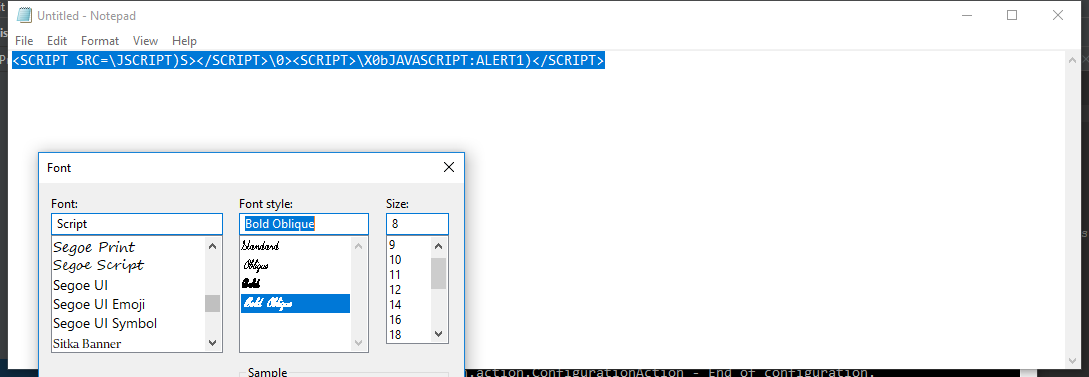 Untitled - Notepad
File Edit Format View Help
<SCRIPT SRC=\JSCRIPT)S></SCRIPT>\0><SCRIPT>\X0bJAVASCRIPT:ALERT1)</SCRIPT>
Font
Font: Font style: Size:
Script Bold Oblique 8
Segoe Print Standard 9
Segoe Script Oblique 10
Segoe UI Bold 11
Segoe UI Emoji Bold Oblique 12
Segoe UI Symbol 14
Sitka Banner 16
18
Sample
.action.ConfigurationAction - End of configuration.